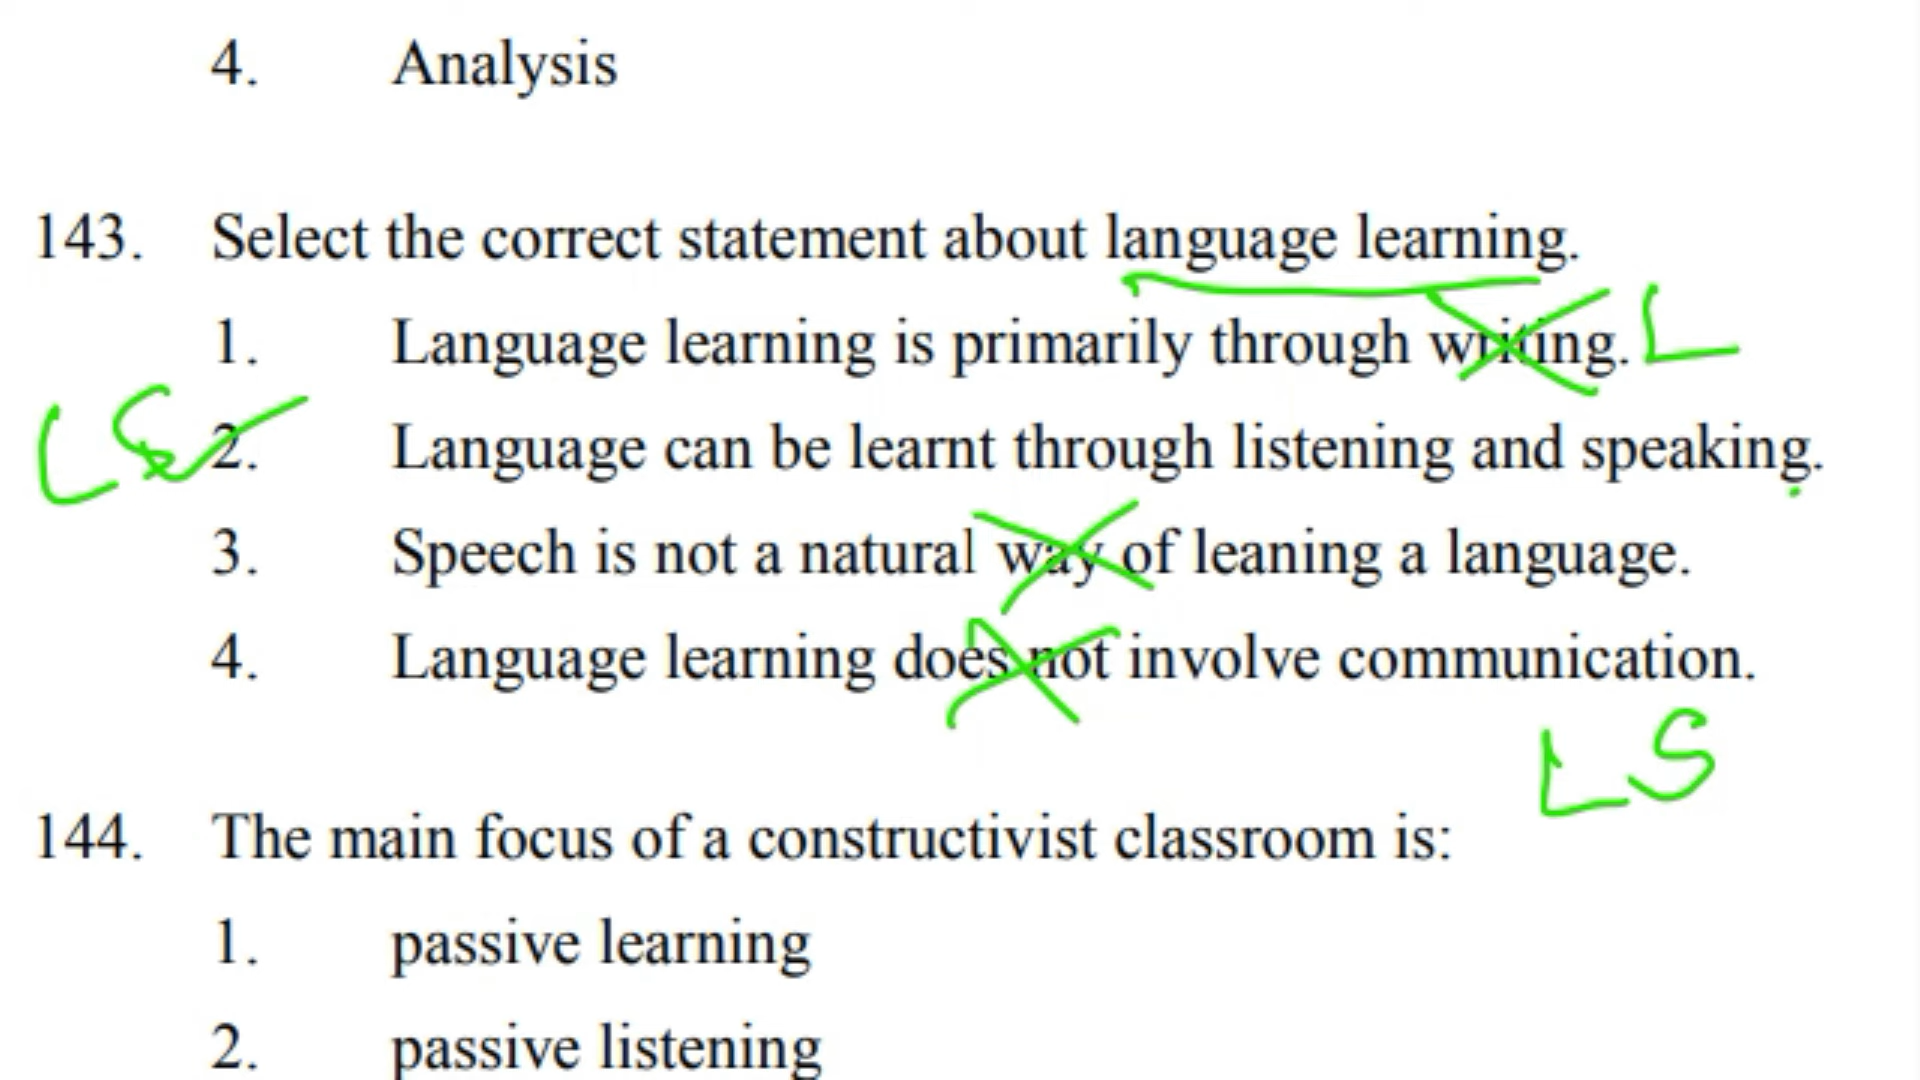 4. Analysis
143. Select the correct statement about language learning.
1. Language learning is primarily through writing. L
LS 2. Language can be learnt through listening and speaking.
3. Speech is not a natural way of leaning a language.
4. Language learning does not involve communication.
LS
144. The main focus of a constructivist classroom is:
1. passive learning
2. passive listening